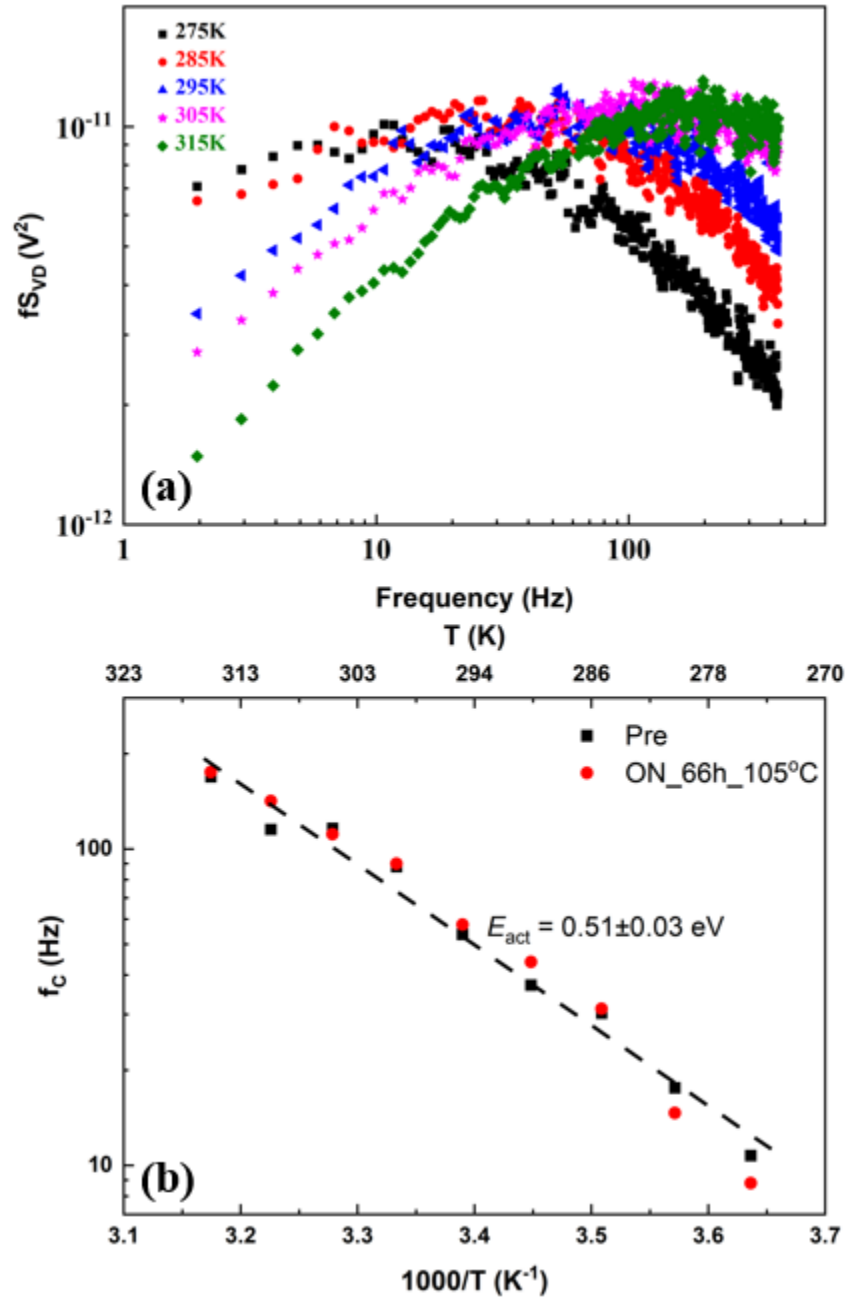 275K
285K
295K
305K
315K
10⁻¹¹
10⁻¹²
fS_VD (V²)
(a)
1 10 100
Frequency (Hz)
T (K)
323 313 303 294 286 278 270
Pre
ON_66h_105°C
100
10
E_act = 0.51±0.03 eV
f_C (Hz)
(b)
3.1 3.2 3.3 3.4 3.5 3.6 3.7
1000/T (K⁻¹)